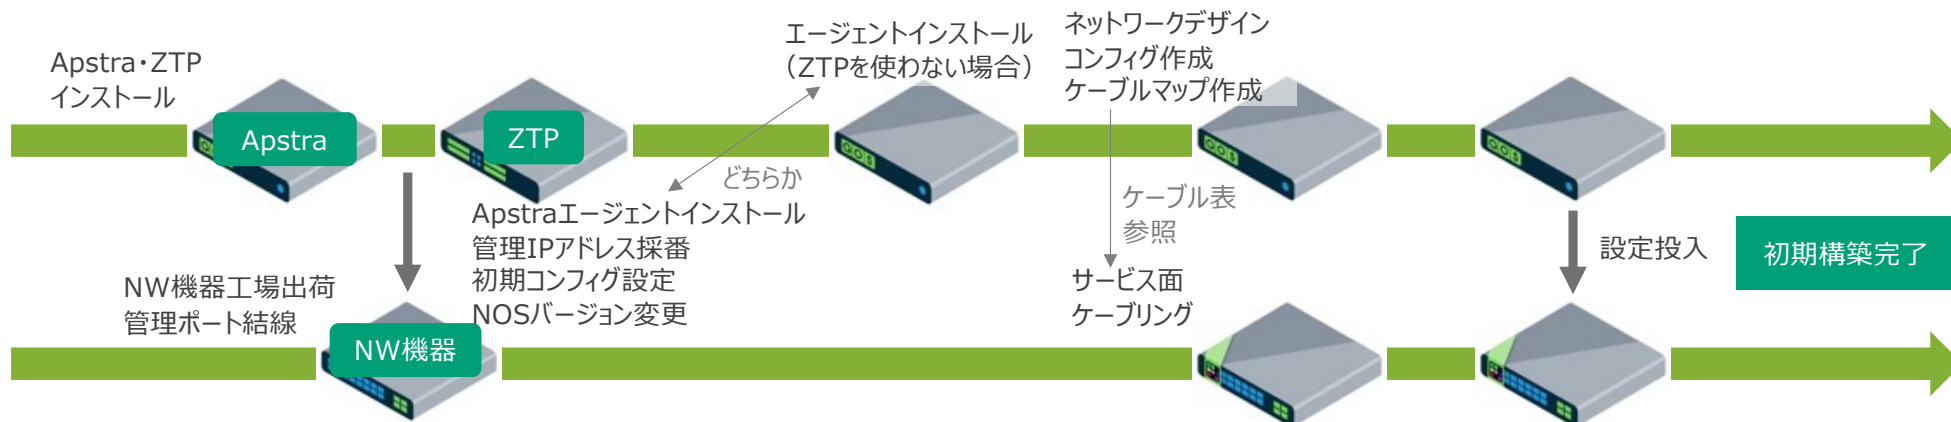 Apstra・ZTP
インストール
Apstra
ZTP
エージェントインストール
（ZTPを使わない場合）
ネットワークデザイン
コンフィグ作成
ケーブルマップ作成
どちらか
Apstraエージェントインストール
管理IPアドレス採番
初期コンフィグ設定
NOSバージョン変更
ケーブル表
参照
設定投入
初期構築完了
NW機器工場出荷
管理ポート結線
NW機器
サービス面
ケーブリング